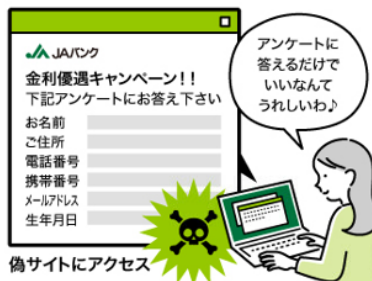 JAバンク
金利優遇キャンペーン！！
下記アンケートにお答え下さい
お名前
ご住所
電話番号
携帯番号
メールアドレス
生年月日
偽サイトにアクセス
アンケートに
答えるだけで
いいなんて
うれしいわ♪